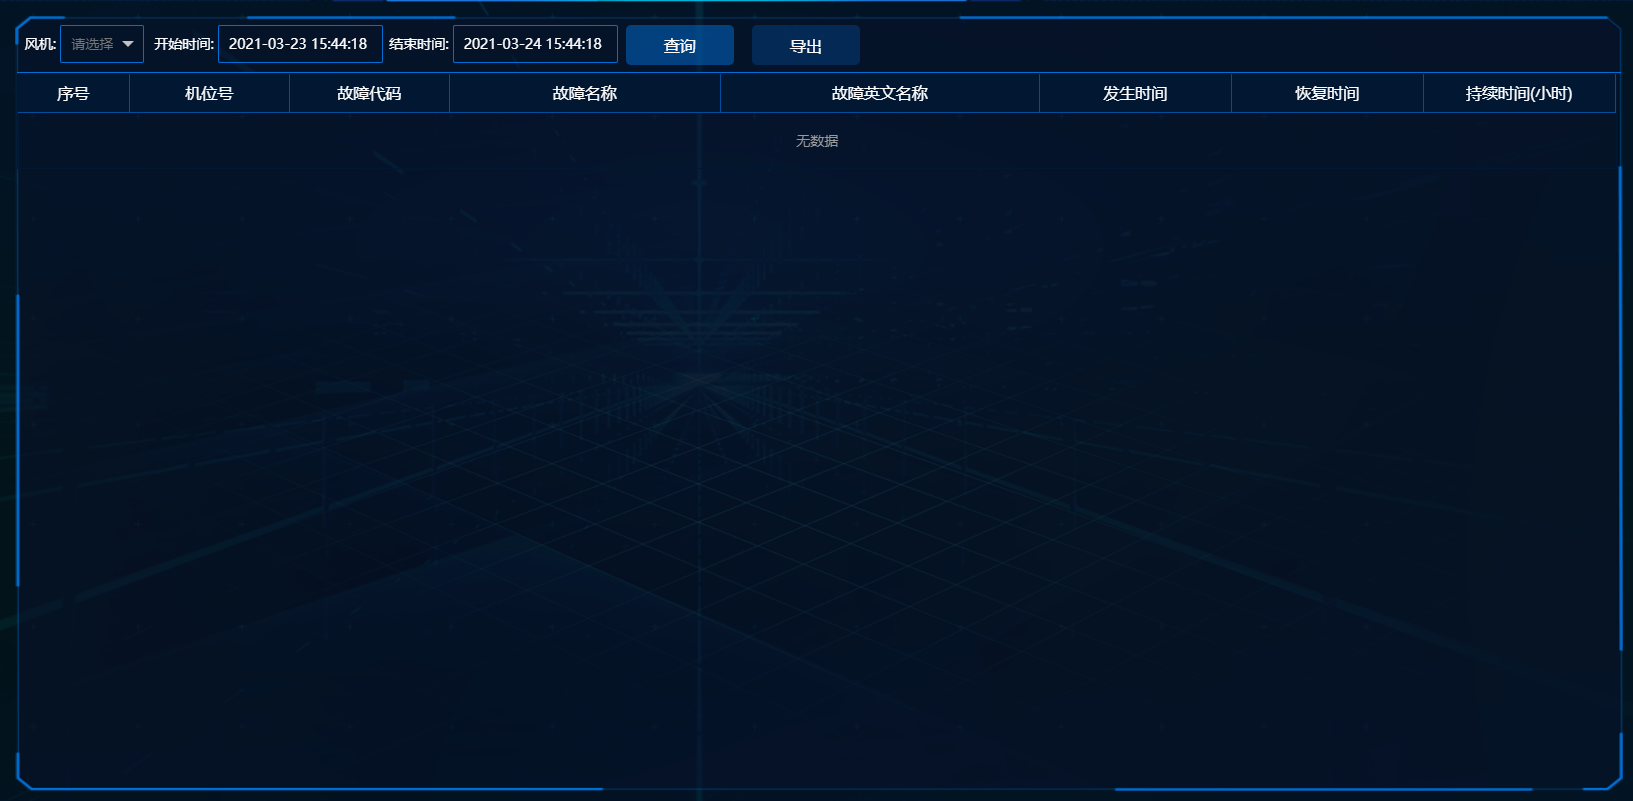 风机: 请选择 开始时间: 2021-03-23 15:44:18 结束时间: 2021-03-24 15:44:18 查询 导出
序号 机位号 故障代码 故障名称 故障英文名称 发生时间 恢复时间 持续时间(小时)
无数据